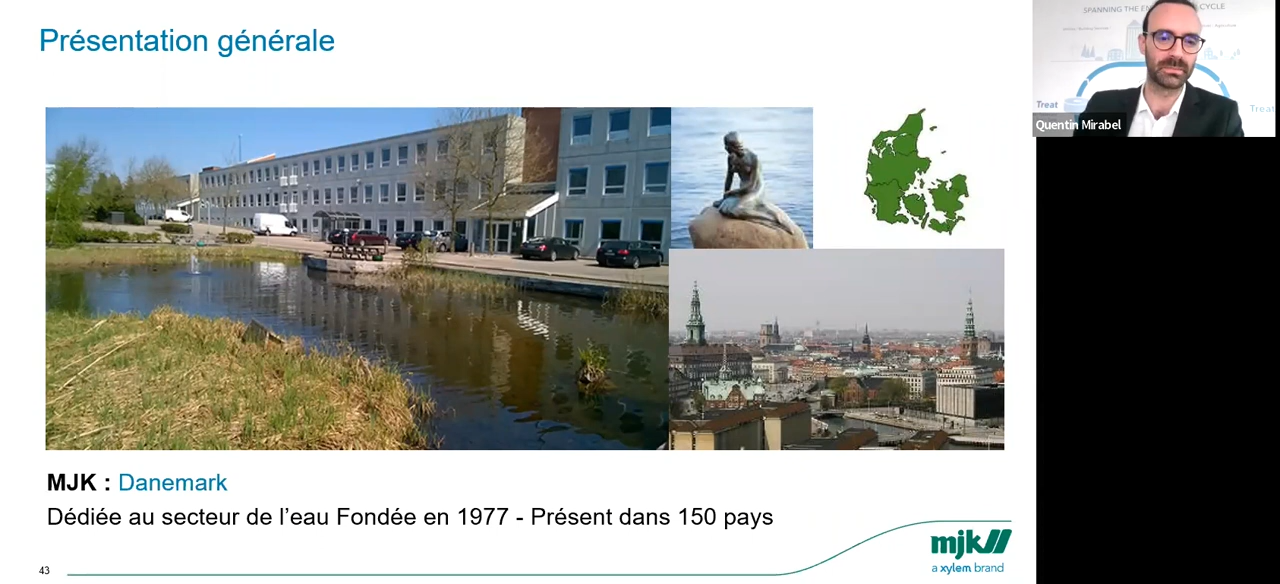 Présentation générale
SPANNING THE EN
CYCLE
Treat
Treat
Quentin Mirabel
MJK : Danemark
Dédiée au secteur de l’eau Fondée en 1977 - Présent dans 150 pays
mjk
a xylem brand
43